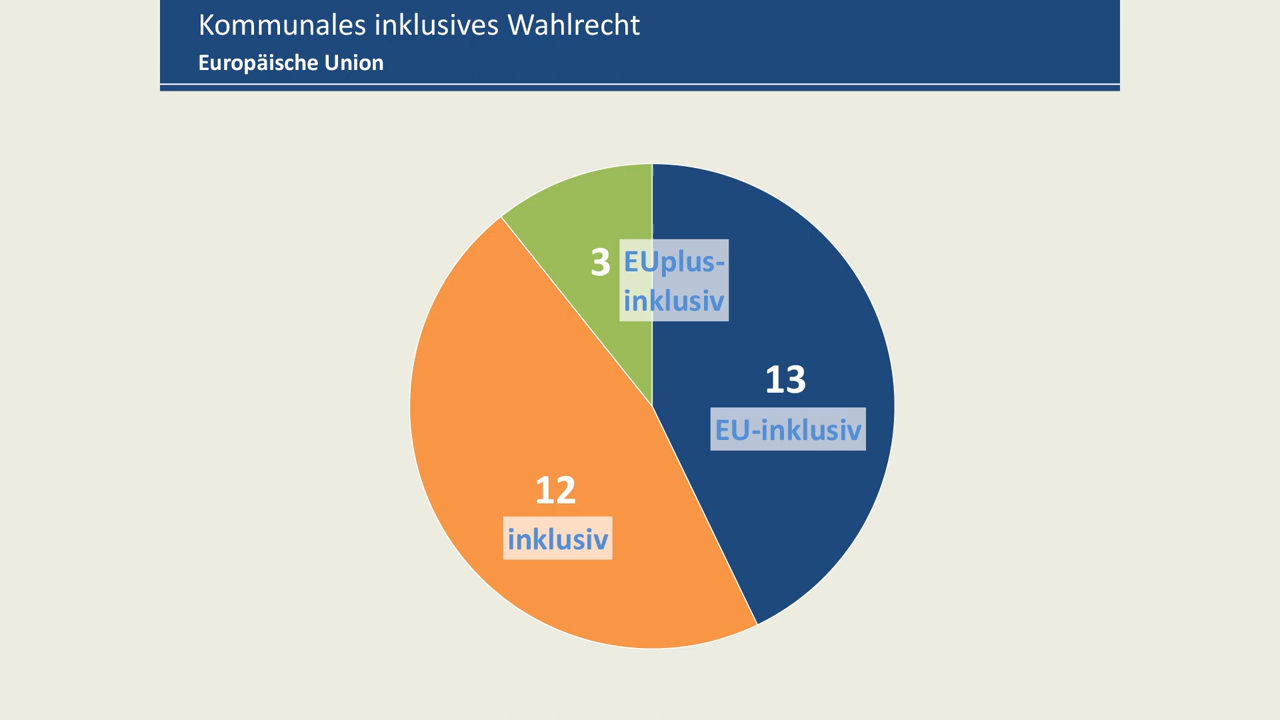 Kommunales inklusives Wahlrecht
Europäische Union
3
EUplus-
inklusiv
13
EU-inklusiv
12
inklusiv